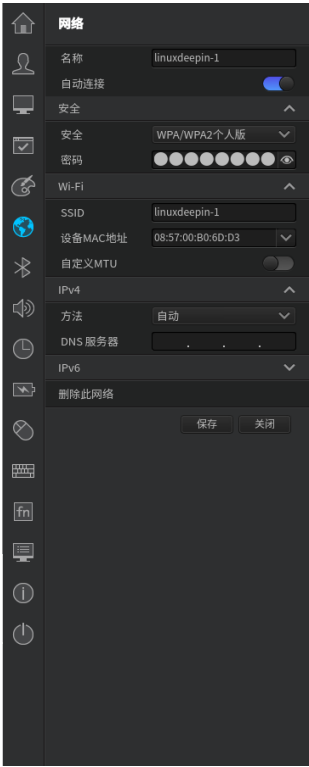 网络
名称 linuxdeepin-1
自动连接
安全
安全 WPA/WPA2个人版
密码
Wi-Fi
SSID linuxdeepin-1
设备MAC地址 08:57:00:B0:6D:D3
自定义MTU
IPv4
方法 自动
DNS 服务器 . . .
IPv6
删除此网络
保存 关闭
fn